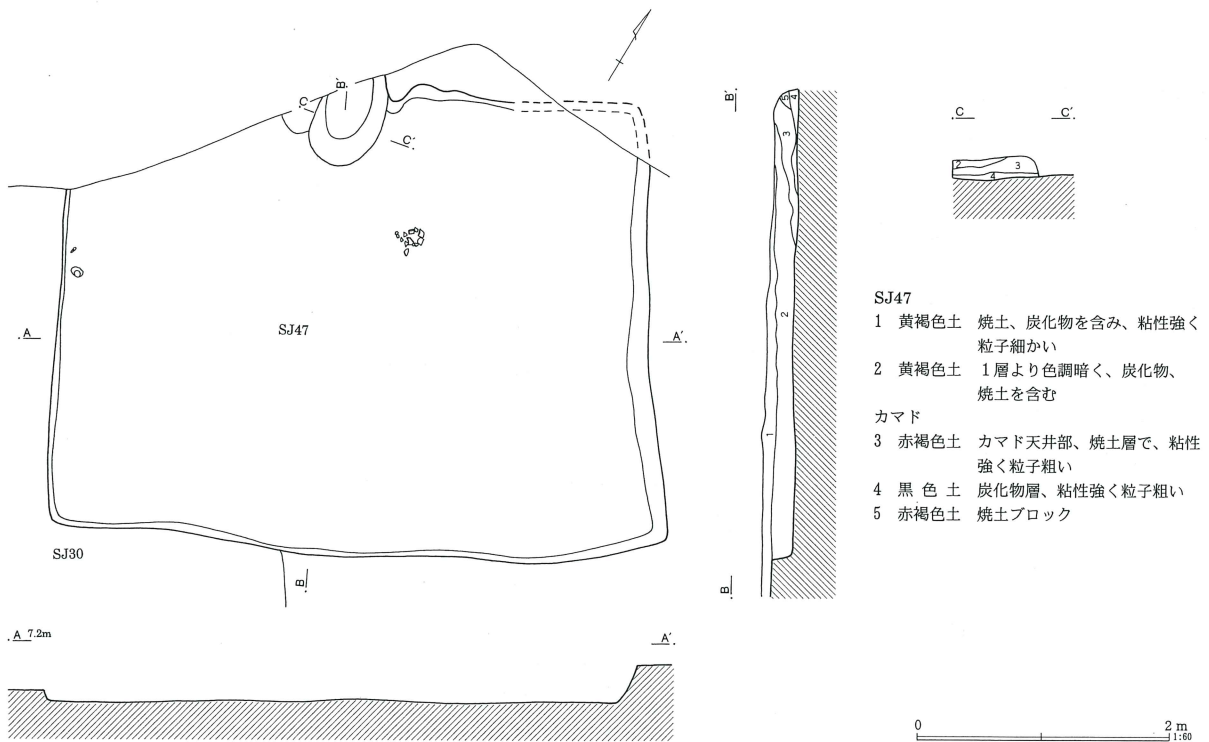 B′
C
C′
SJ47
A
A′
SJ30
B
A 7.2m
A′
B′
5
4
3
2
1
B
C
C′
2
3
4
SJ47
1 黄褐色土 焼土、炭化物を含み、粘性強く
粒子細かい
2 黄褐色土 1層より色調暗く、炭化物、
焼土を含む
カマド
3 赤褐色土 カマド天井部、焼土層で、粘性
強く粒子粗い
4 黒色土 炭化物層、粘性強く粒子粗い
5 赤褐色土 焼土ブロック
0 2 m
1:60